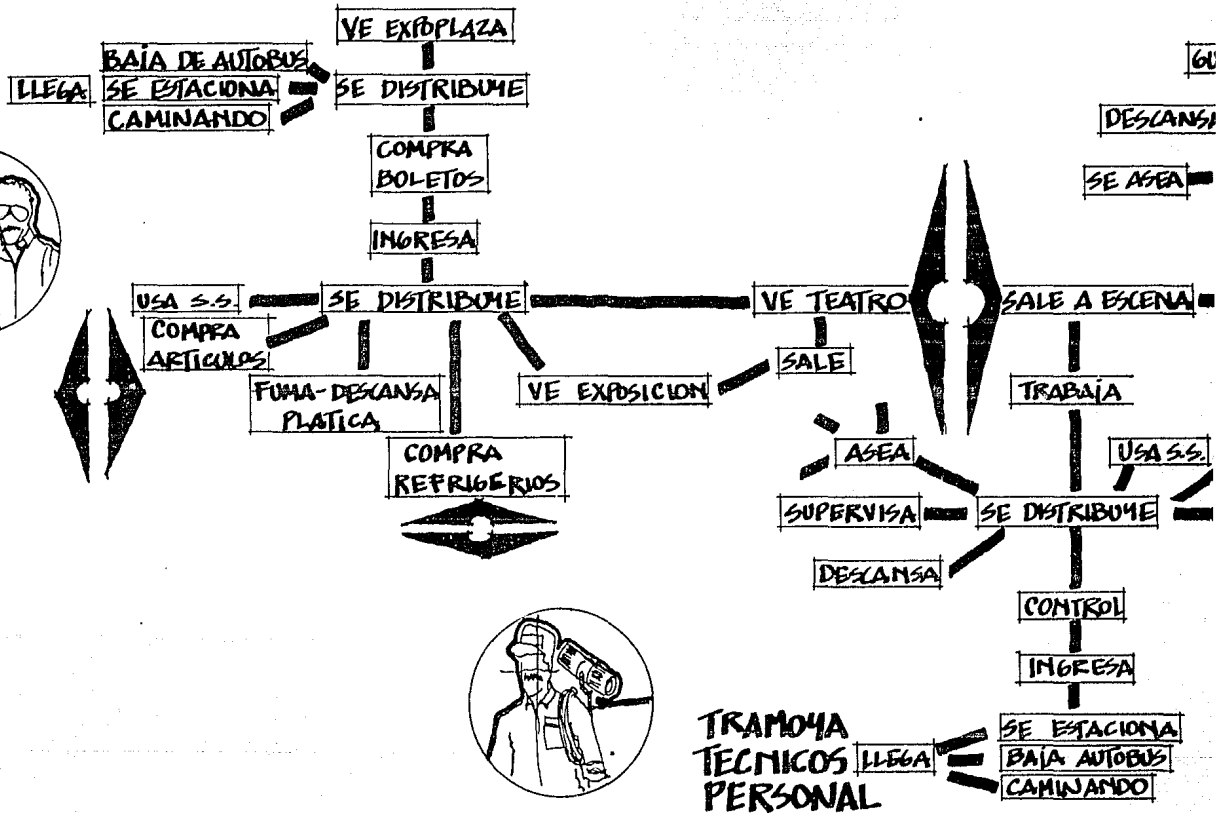 VE EXPOPLAZA
BAJA DE AUTOBUS
LLEGA SE ESTACIONA SE DISTRIBUYE
CAMINANDO
DESCANSA
COMPRA
BOLETOS
SE ASEA
INGRESA
USA S.S. SE DISTRIBUYE VE TEATRO SALE A ESCENA
COMPRA
ARTICULOS
SALE
FUMA-DESCANSA
PLATICA
VE EXPOSICION
TRABAJA
COMPRA
REFRIGERIOS
ASEA
USA S.S.
SUPERVISA SE DISTRIBUYE
DESCANSA
CONTROL
INGRESA
TRAMOYA
TECNICOS
PERSONAL
LLEGA
SE ESTACIONA
BAJA AUTOBUS
CAMINANDO